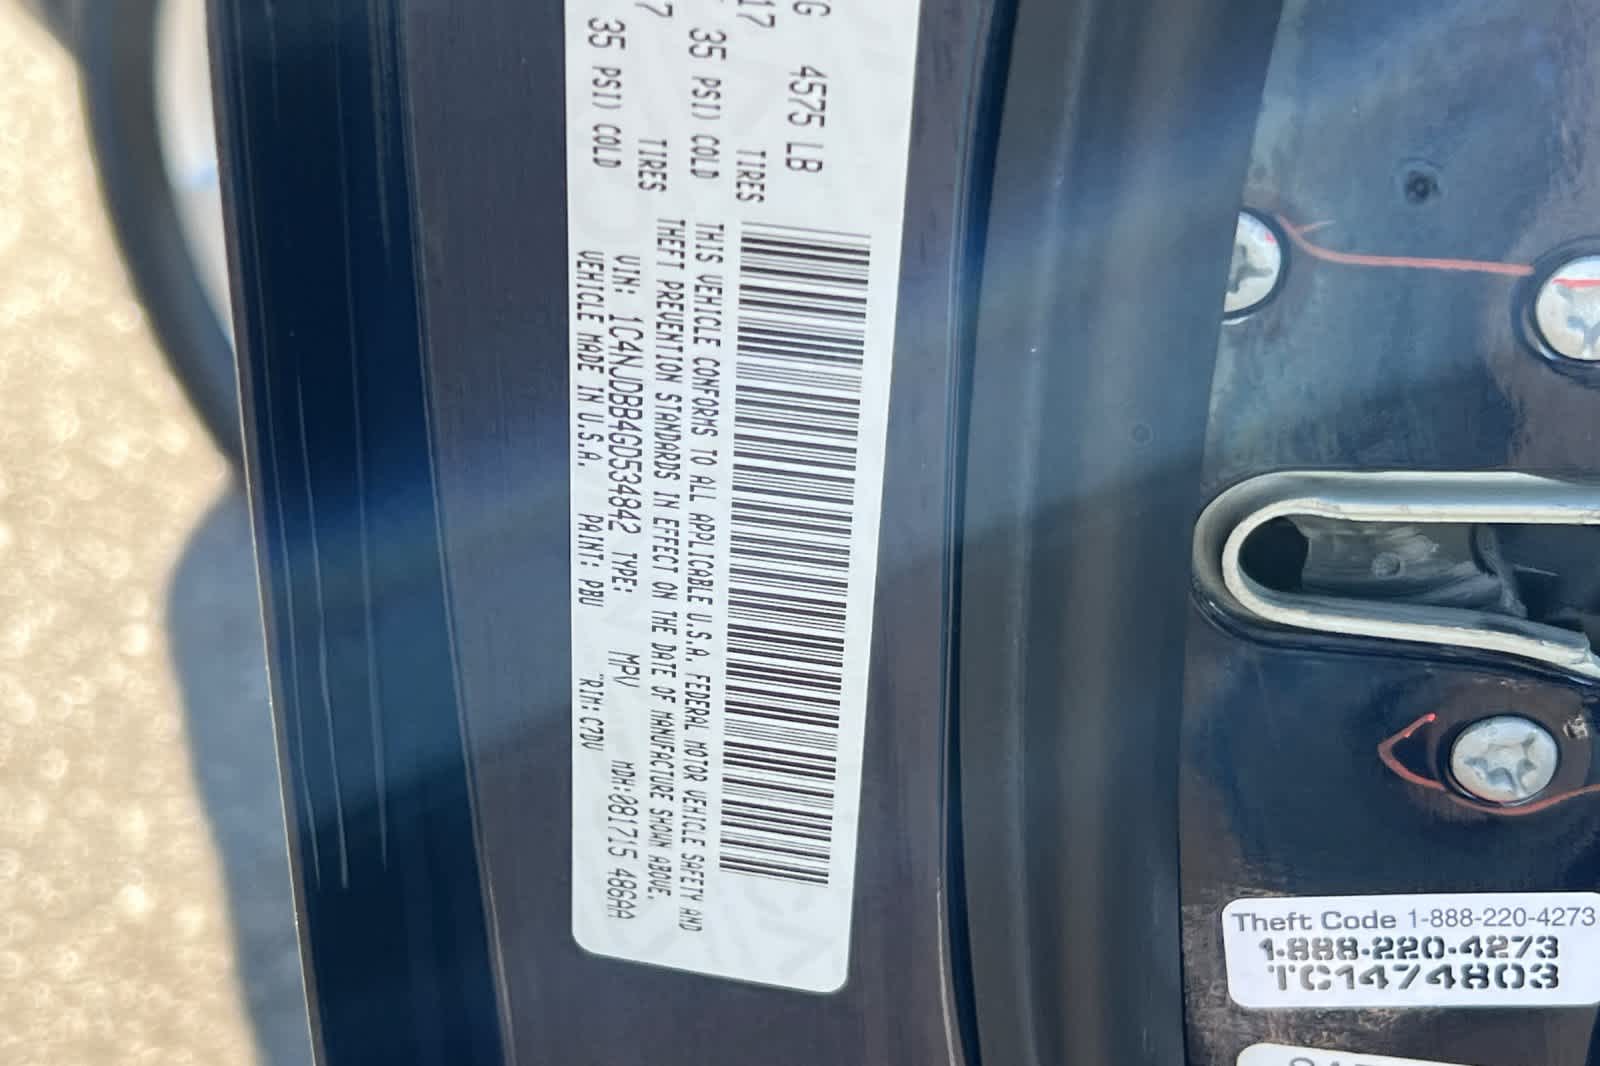 G 4575 LB
17 TIRES
35 PSI) COLD
7 TIRES
35 PSI) COLD
THIS VEHICLE CONFORMS TO ALL APPLICABLE U.S.A. FEDERAL MOTOR VEHICLE SAFETY AND
THEFT PREVENTION STANDARDS IN EFFECT ON THE DATE OF MANUFACTURE SHOWN ABOVE.
VIN: 1C4NJDBB4GD534842 TYPE: MPV MDH:081715 486AA
VEHICLE MADE IN U.S.A. PAINT: PBU "RIM: C7DV
Theft Code 1-888-220-4273
1-888-220-4273
TC1474803